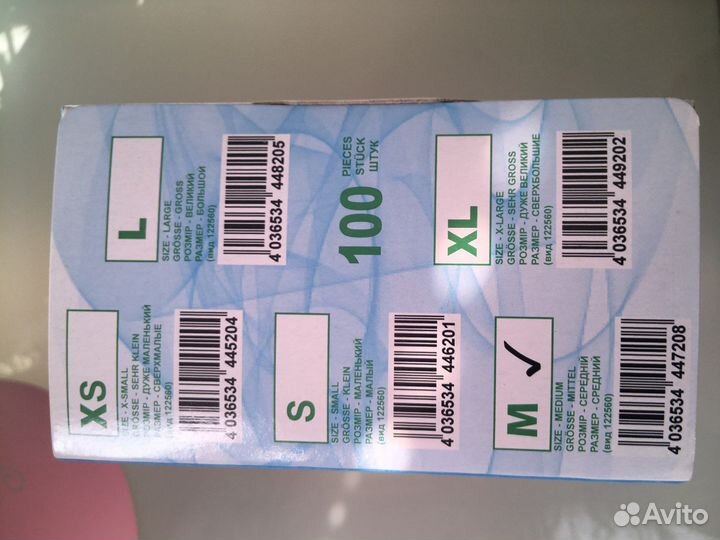 XS
SIZE - X-SMALL
GRÖSSE - SEHR KLEIN
РОЗМІР - ДУЖЕ МАЛЕНЬКИЙ
РАЗМЕР - СВЕРХМАЛЫЕ
(вид 122560)
4 036534 445204
L
SIZE - LARGE
GRÖSSE - GROSS
РОЗМІР - ВЕЛИКИЙ
РАЗМЕР - БОЛЬШОЙ
(вид 122560)
4 036534 448205
S
SIZE - SMALL
GRÖSSE - KLEIN
РОЗМІР - МАЛЕНЬКИЙ
РАЗМЕР - МАЛЫЙ
(вид 122560)
4 036534 446201
100
PIECES
STÜCK
ШТУК
M
SIZE - MEDIUM
GRÖSSE - MITTEL
РОЗМІР - СЕРЕДНІЙ
РАЗМЕР - СРЕДНИЙ
(вид 122560)
4 036534 447208
XL
SIZE - X-LARGE
GRÖSSE - SEHR GROSS
РОЗМІР - ДУЖЕ ВЕЛИКИЙ
РАЗМЕР - СВЕРХБОЛЬШИЕ
(вид 122560)
4 036534 449202
Avito